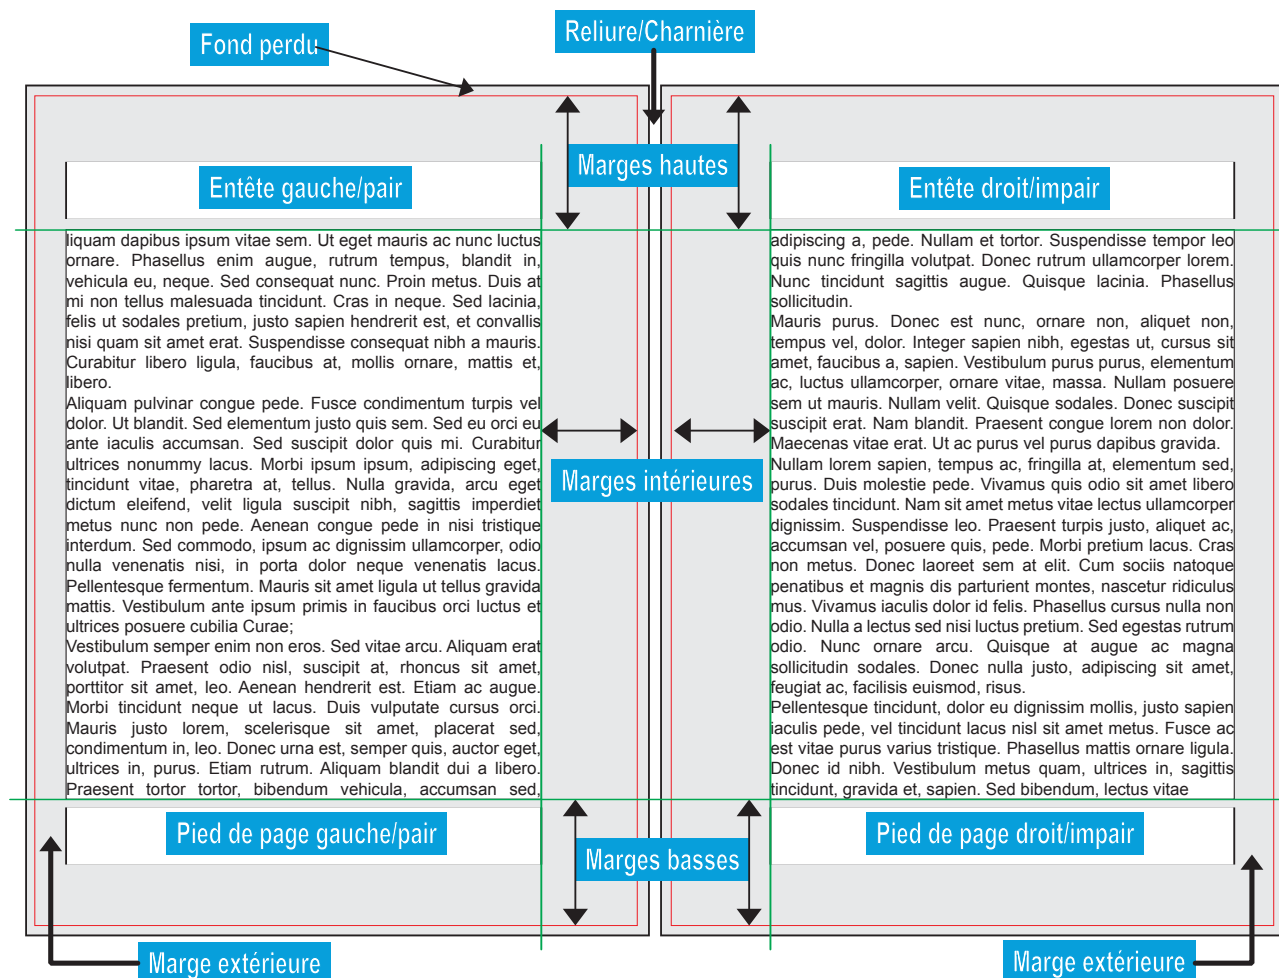 Reliure/Charnière
Fond perdu
Marges hautes
Entête gauche/pair
Entête droit/impair
liquam dapibus ipsum vitae sem. Ut eget mauris ac nunc luctus
ornare. Phasellus enim augue, rutrum tempus, blandit in,
vehicula eu, neque. Sed consequat nunc. Proin metus. Duis at
mi non tellus malesuada tincidunt. Cras in neque. Sed lacinia,
felis ut sodales pretium, justo sapien hendrerit est, et convallis
nisi quam sit amet erat. Suspendisse consequat nibh a mauris.
Curabitur libero ligula, faucibus at, mollis ornare, mattis et,
libero.
Aliquam pulvinar congue pede. Fusce condimentum turpis vel
dolor. Ut blandit. Sed elementum justo quis sem. Sed eu orci eu
ante iaculis accumsan. Sed suscipit dolor quis mi. Curabitur
ultrices nonummy lacus. Morbi ipsum ipsum, adipiscing eget,
tincidunt vitae, pharetra at, tellus. Nulla gravida, arcu eget
dictum eleifend, velit ligula suscipit nibh, sagittis imperdiet
metus nunc non pede. Aenean congue pede in nisi tristique
interdum. Sed commodo, ipsum ac dignissim ullamcorper, odio
nulla venenatis nisi, in porta dolor neque venenatis lacus.
Pellentesque fermentum. Mauris sit amet ligula ut tellus gravida
mattis. Vestibulum ante ipsum primis in faucibus orci luctus et
ultrices posuere cubilia Curae;
Vestibulum semper enim non eros. Sed vitae arcu. Aliquam erat
volutpat. Praesent odio nisl, suscipit at, rhoncus sit amet,
porttitor sit amet, leo. Aenean hendrerit est. Etiam ac augue.
Morbi tincidunt neque ut lacus. Duis vulputate cursus orci.
Mauris justo lorem, scelerisque sit amet, placerat sed,
condimentum in, leo. Donec urna est, semper quis, auctor eget,
ultrices in, purus. Etiam rutrum. Aliquam blandit dui a libero.
Praesent tortor tortor, bibendum vehicula, accumsan sed,
Marges intérieures
adipiscing a, pede. Nullam et tortor. Suspendisse tempor leo
quis nunc fringilla volutpat. Donec rutrum ullamcorper lorem.
Nunc tincidunt sagittis augue. Quisque lacinia. Phasellus
sollicitudin.
Mauris purus. Donec est nunc, ornare non, aliquet non,
tempus vel, dolor. Integer sapien nibh, egestas ut, cursus sit
amet, faucibus a, sapien. Vestibulum purus purus, elementum
ac, luctus ullamcorper, ornare vitae, massa. Nullam posuere
sem ut mauris. Nullam velit. Quisque sodales. Donec suscipit
suscipit erat. Nam blandit. Praesent congue lorem non dolor.
Maecenas vitae erat. Ut ac purus vel purus dapibus gravida.
Nullam lorem sapien, tempus ac, fringilla at, elementum sed,
purus. Duis molestie pede. Vivamus quis odio sit amet libero
sodales tincidunt. Nam sit amet metus vitae lectus ullamcorper
dignissim. Suspendisse leo. Praesent turpis justo, aliquet ac,
accumsan vel, posuere quis, pede. Morbi pretium lacus. Cras
non metus. Donec laoreet sem at elit. Cum sociis natoque
penatibus et magnis dis parturient montes, nascetur ridiculus
mus. Vivamus iaculis dolor id felis. Phasellus cursus nulla non
odio. Nulla a lectus sed nisi luctus pretium. Sed egestas rutrum
odio. Nunc ornare arcu. Quisque at augue ac magna
sollicitudin sodales. Donec nulla justo, adipiscing sit amet,
feugiat ac, facilisis euismod, risus.
Pellentesque tincidunt, dolor eu dignissim mollis, justo sapien
iaculis pede, vel tincidunt lacus nisl sit amet metus. Fusce ac
est vitae purus varius tristique. Phasellus mattis ornare ligula.
Donec id nibh. Vestibulum metus quam, ultrices in, sagittis
tincidunt, gravida et, sapien. Sed bibendum, lectus vitae
Pied de page gauche/pair
Pied de page droit/impair
Marges basses
Marge extérieure
Marge extérieure